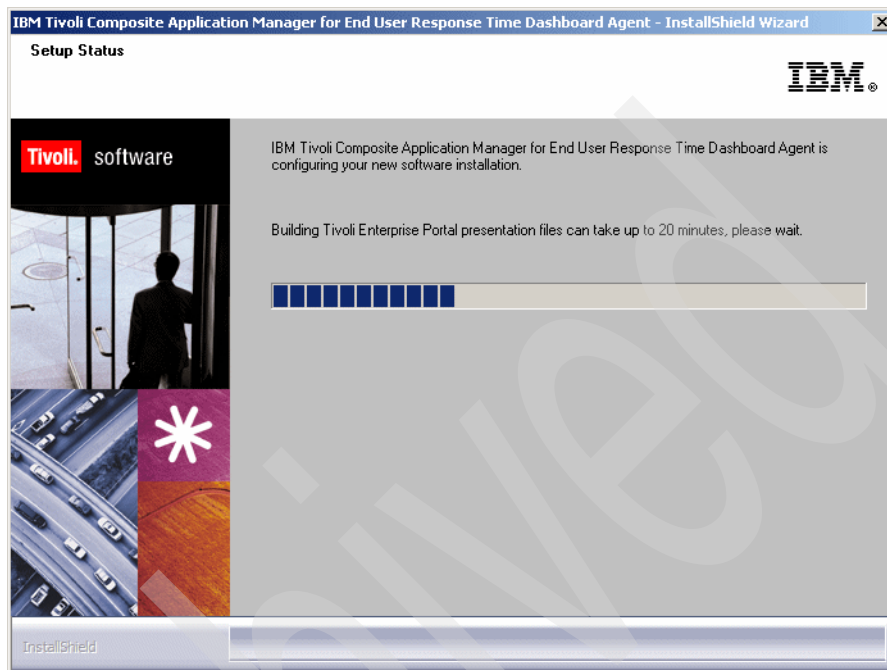 IBM Tivoli Composite Application Manager for End User Response Time Dashboard Agent - InstallShield Wizard
Setup Status
IBM®
Tivoli. software
IBM Tivoli Composite Application Manager for End User Response Time Dashboard Agent is
configuring your new software installation.
Building Tivoli Enterprise Portal presentation files can take up to 20 minutes, please wait.
InstallShield